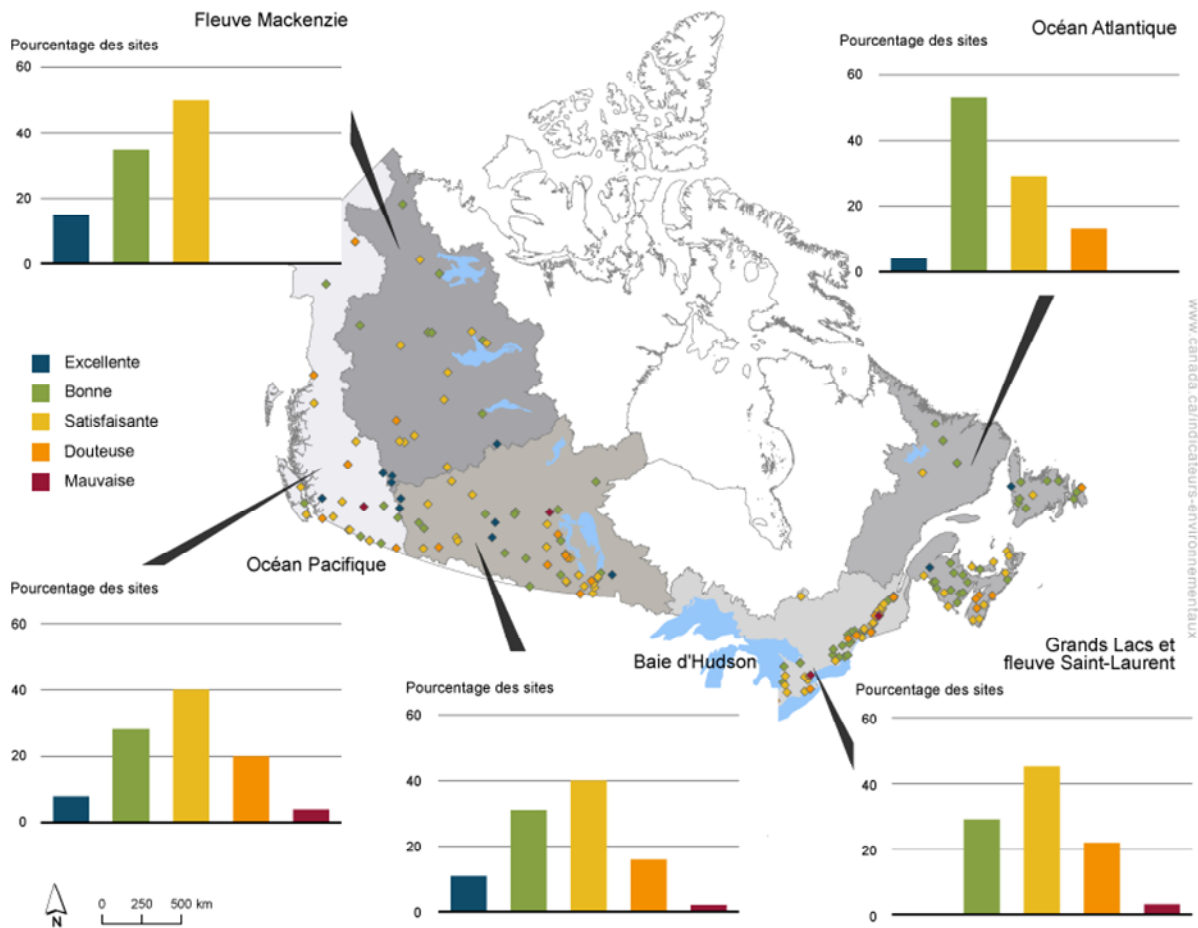 Fleuve Mackenzie
Pourcentage des sites
60
40
20
0
Océan Atlantique
Pourcentage des sites
60
40
20
0
Excellente
Bonne
Satisfaisante
Douteuse
Mauvaise
www.canada.ca/indicateurs-environnementaux
Océan Pacifique
Pourcentage des sites
60
40
20
0
Baie d'Hudson
Pourcentage des sites
60
40
20
0
Grands Lacs et
fleuve Saint-Laurent
Pourcentage des sites
60
40
20
0
N
0 250 500 km